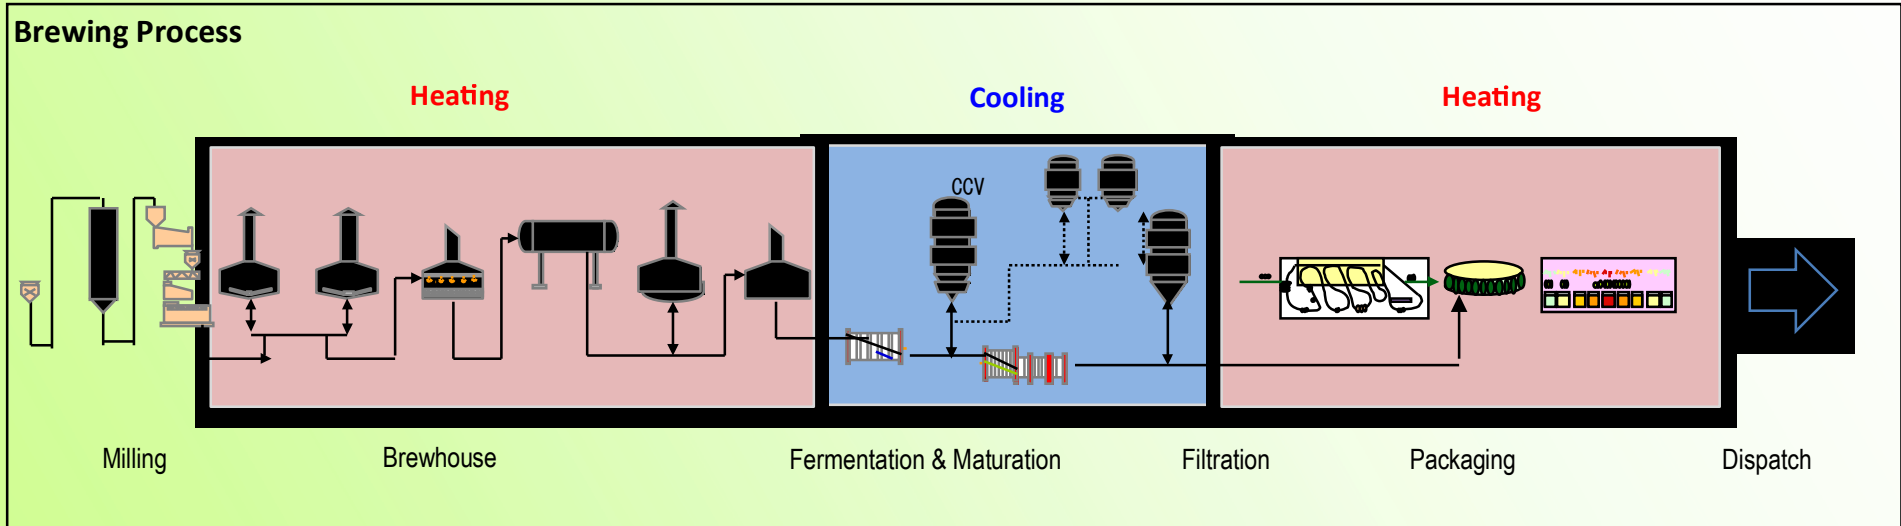 Brewing Process
Heating
Cooling
Heating
CCV
Milling
Brewhouse
Fermentation & Maturation
Filtration
Packaging
Dispatch